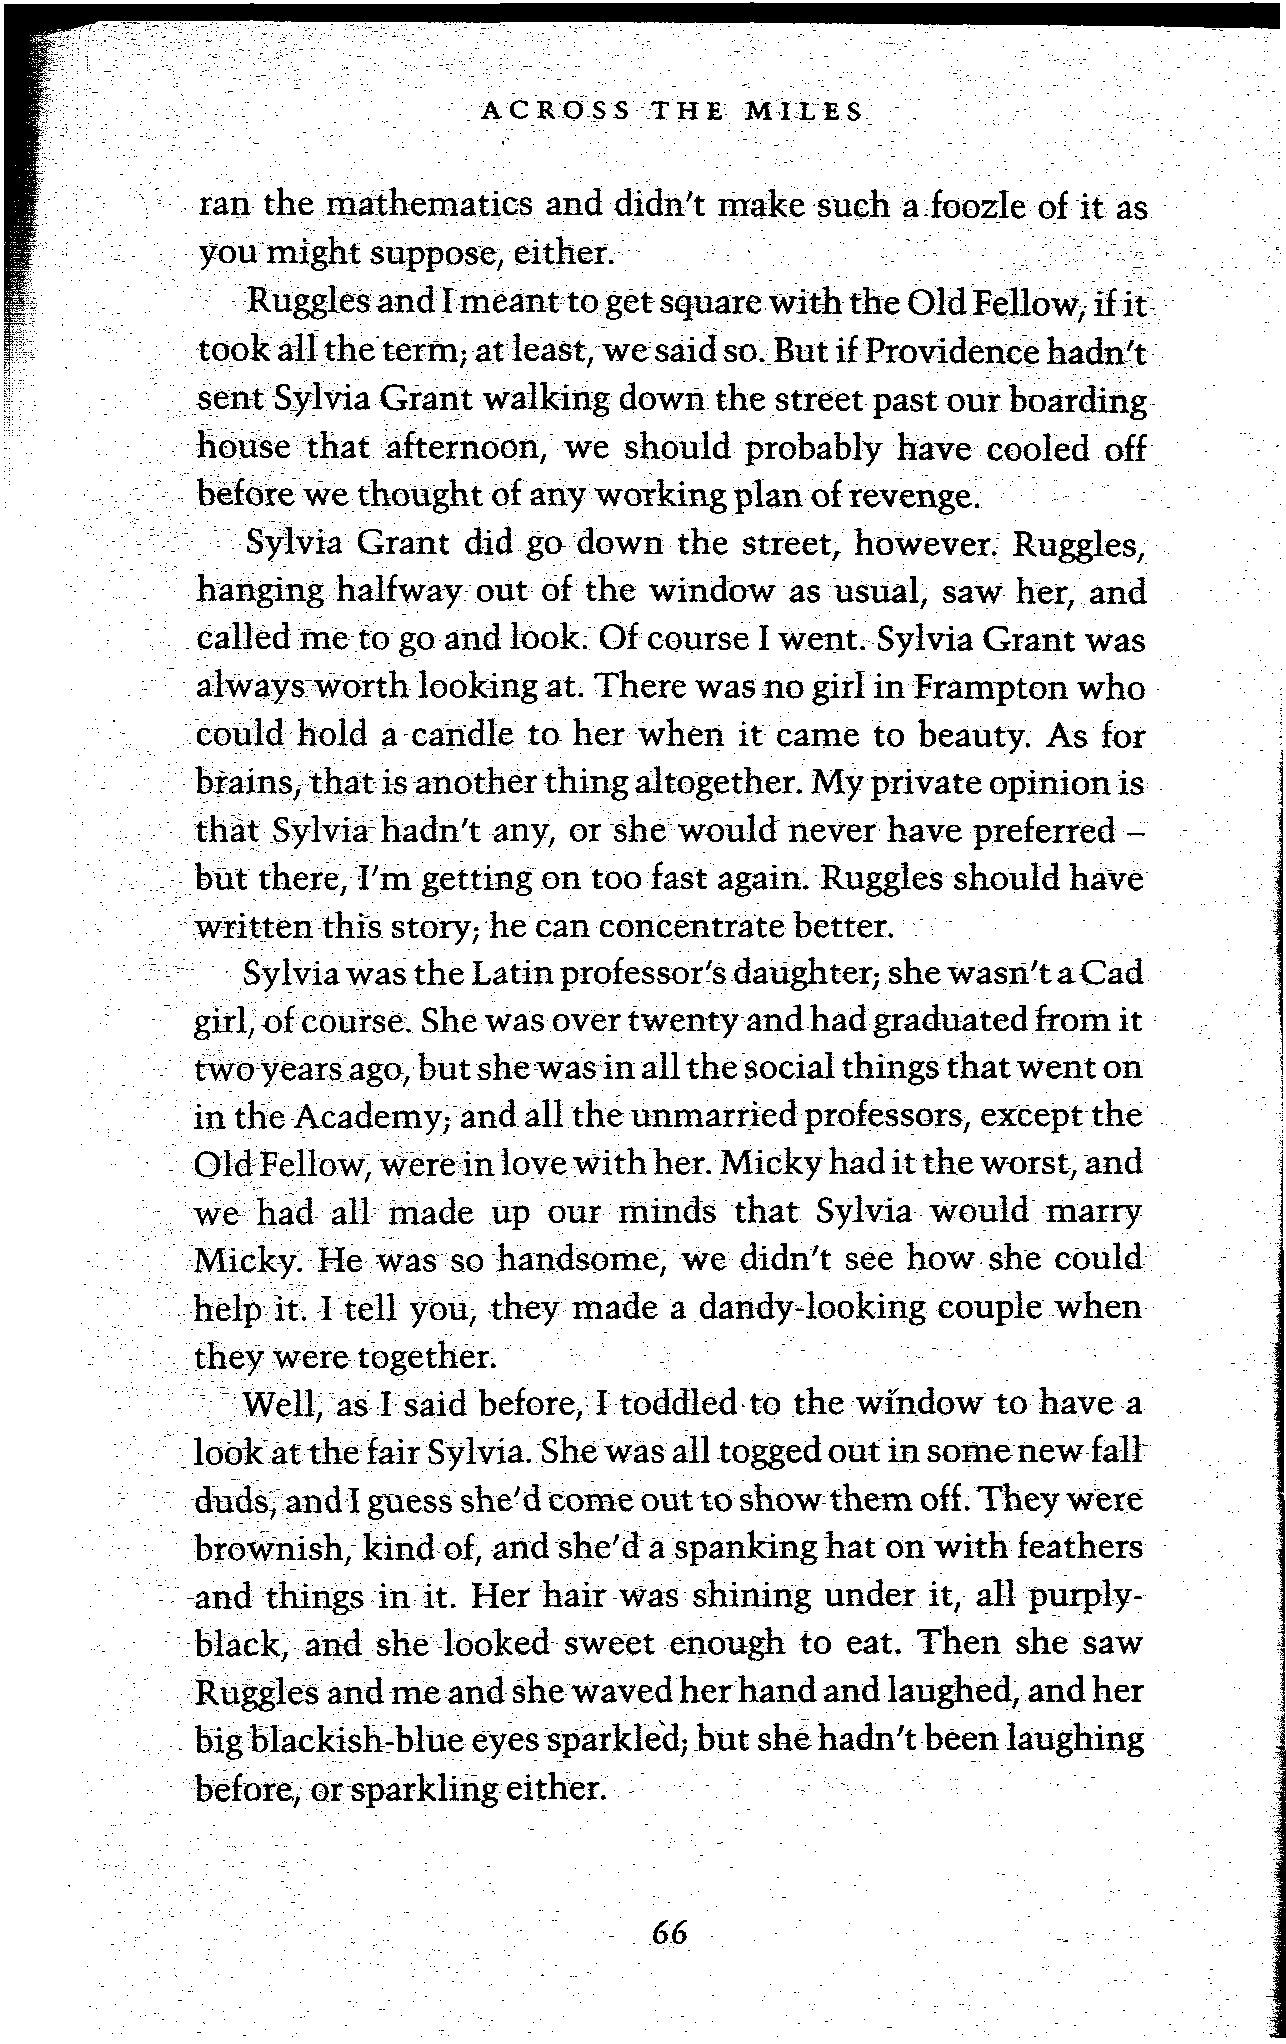 ACROSS THE MILES
ran the mathematics and didn't make such a foozle of it as
you might suppose, either.
Ruggles and I meant to get square with the Old Fellow, if it
took all the term; at least, we said so. But if Providence hadn't
sent Sylvia Grant walking down the street past our boarding
house that afternoon, we should probably have cooled off
before we thought of any working plan of revenge.
Sylvia Grant did go down the street, however. Ruggles,
hanging halfway out of the window as usual, saw her, and
called me to go and look. Of course I went. Sylvia Grant was
always worth looking at. There was no girl in Frampton who
could hold a candle to her when it came to beauty. As for
brains, that is another thing altogether. My private opinion is
that Sylvia hadn't any, or she would never have preferred –
but there, I'm getting on too fast again. Ruggles should have
written this story; he can concentrate better.
Sylvia was the Latin professor's daughter; she wasn't a Cad
girl, of course. She was over twenty and had graduated from it
two years ago, but she was in all the social things that went on
in the Academy; and all the unmarried professors, except the
Old Fellow, were in love with her. Micky had it the worst, and
we had all made up our minds that Sylvia would marry
Micky. He was so handsome, we didn't see how she could
help it. I tell you, they made a dandy-looking couple when
they were together.
Well, as I said before, I toddled to the window to have a
look at the fair Sylvia. She was all togged out in some new fall
duds, and I guess she'd come out to show them off. They were
brownish, kind of, and she'd a spanking hat on with feathers
and things in it. Her hair was shining under it, all purply-
black, and she looked sweet enough to eat. Then she saw
Ruggles and me and she waved her hand and laughed, and her
big blackish-blue eyes sparkled; but she hadn't been laughing
before, or sparkling either.
66